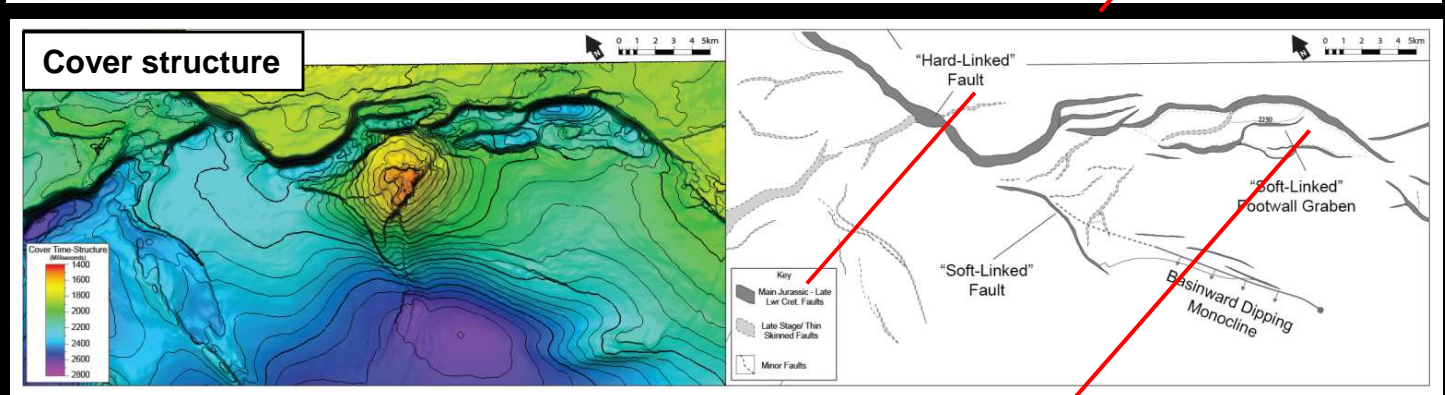 Cover structure
0 1 2 3 4 5km
N
Cover Time-Structure
(Milliseconds)
1400
1600
1800
2000
2200
2400
2600
2800
0 1 2 3 4 5km
N
"Hard-Linked"
Fault
2250
"Soft-Linked"
Footwall Graben
"Soft-Linked"
Fault
Basinward Dipping
Monocline
Key
Main Jurassic - Late
Lwr Cret. Faults
Late Stage/ Thin
Skinned Faults
Minor Faults